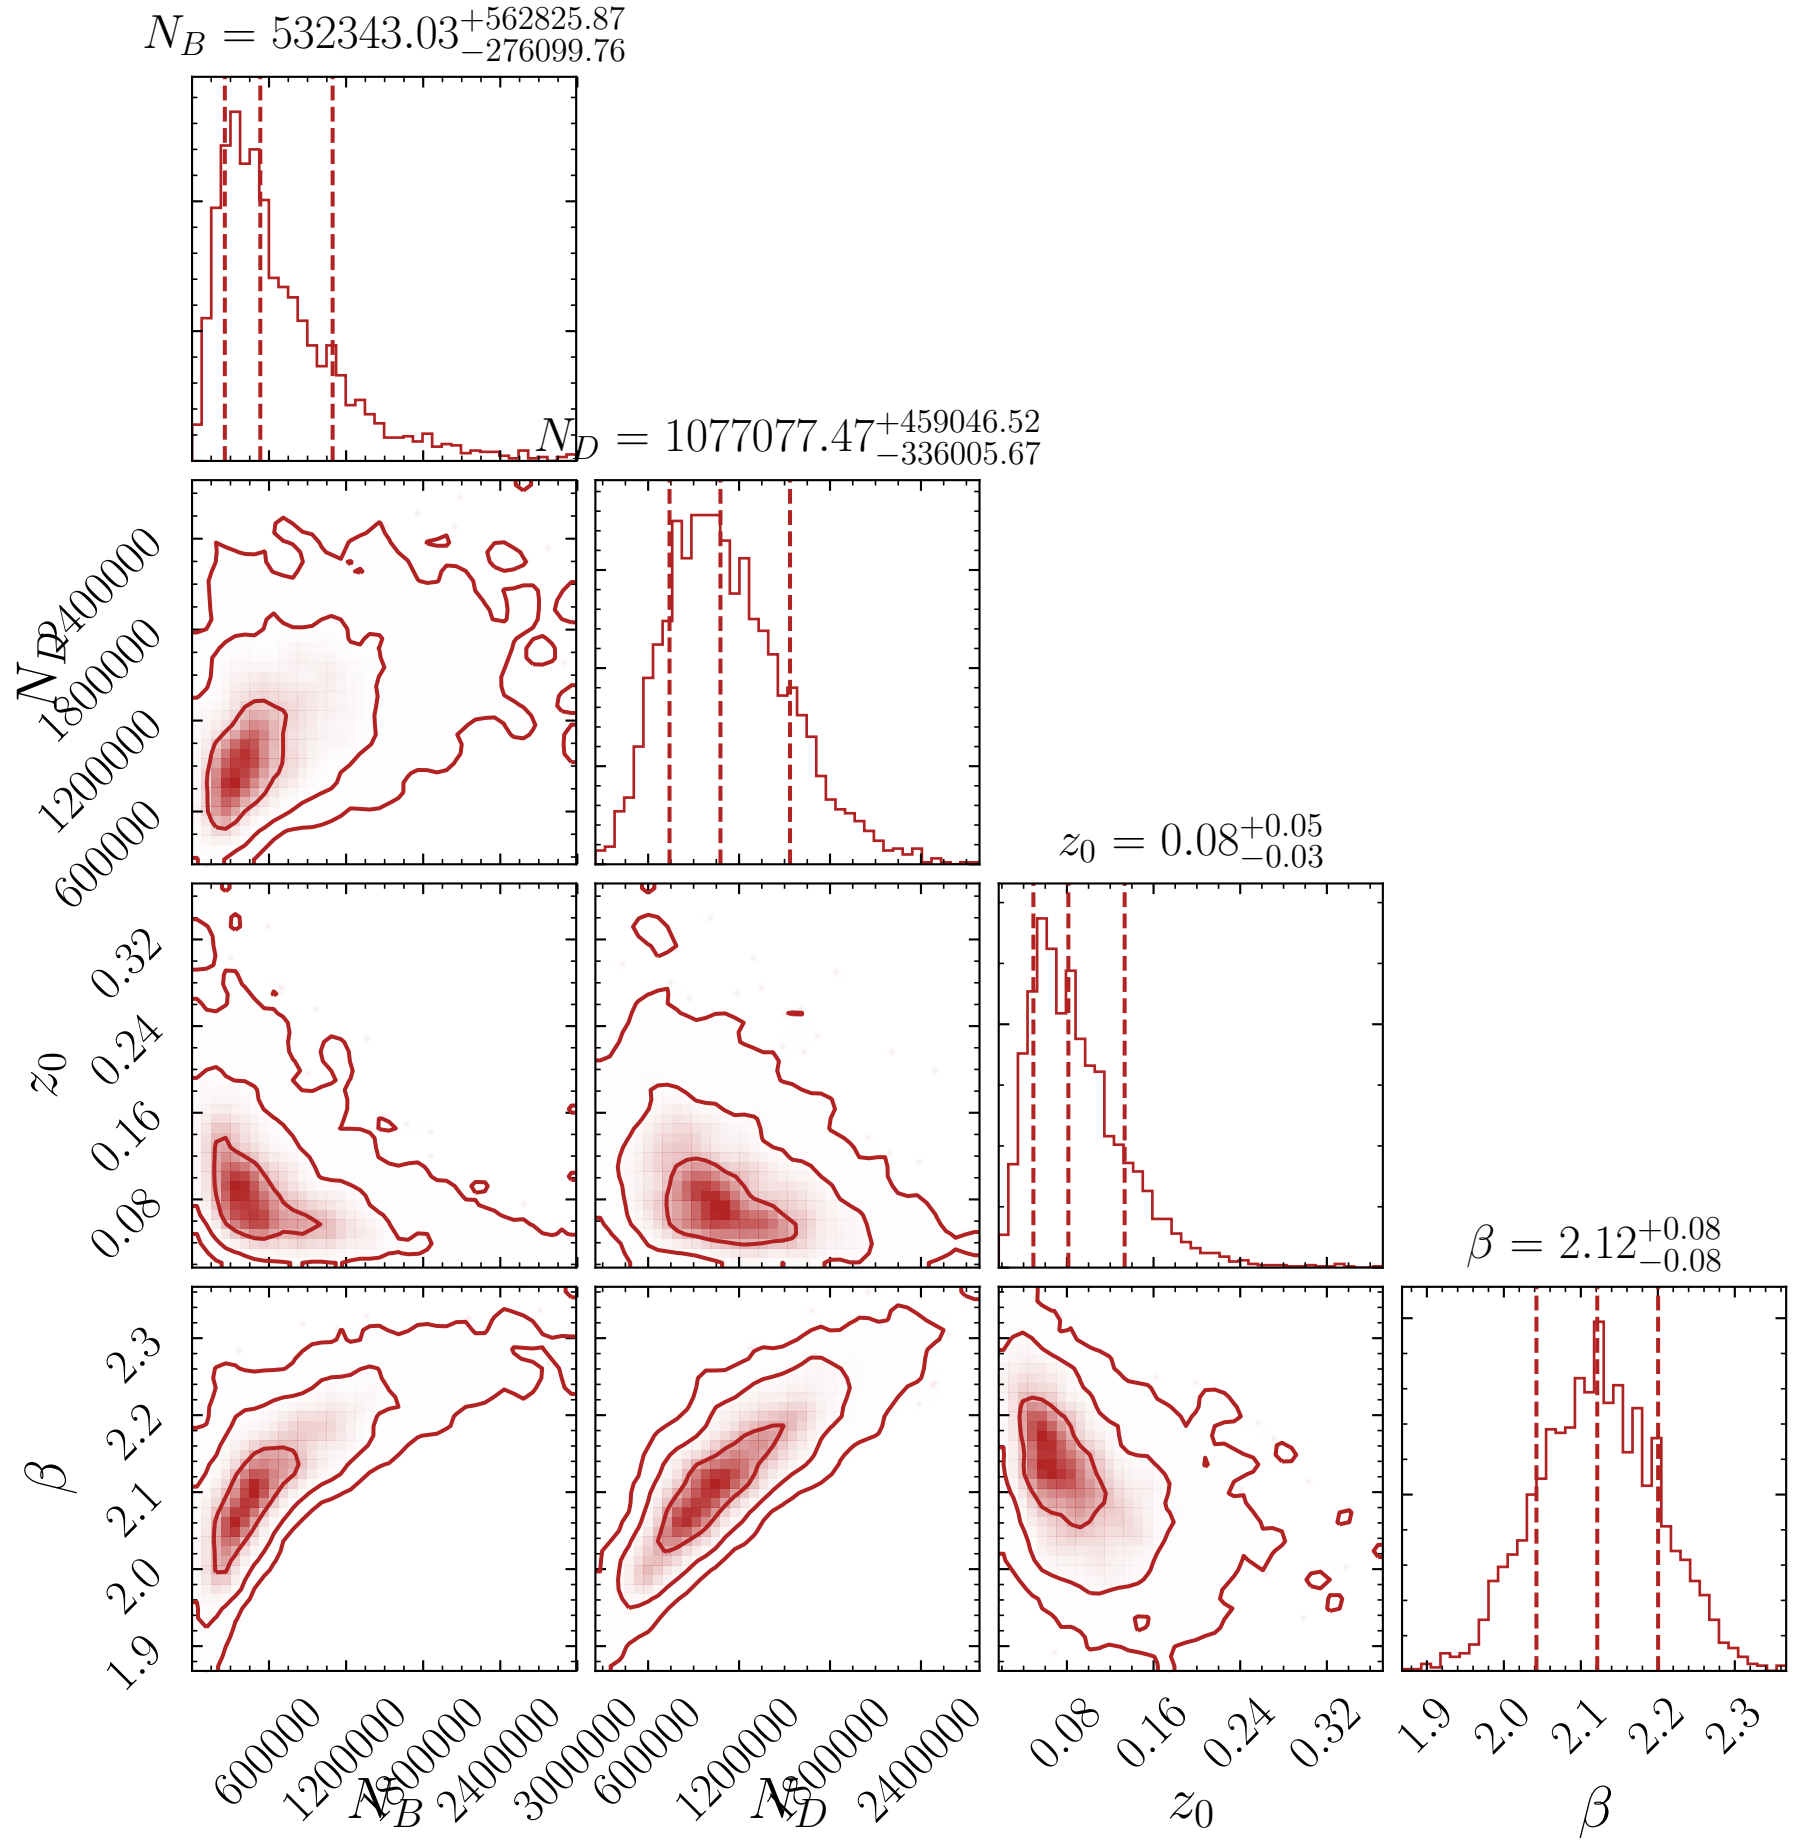 N_B = 532343.03^{+562825.87}_{-276099.76}
N_D = 1077077.47^{+459046.52}_{-336005.67}
N_D
2400000
1800000
1200000
600000
z_0 = 0.08^{+0.05}_{-0.03}
z_0
0.32
0.24
0.16
0.08
β = 2.12^{+0.08}_{-0.08}
β
2.3
2.2
2.1
2.0
1.9
600000 1200000 1800000 2400000 3000000
600000 1200000 1800000 2400000
0.08 0.16 0.24 0.32
1.9 2.0 2.1 2.2 2.3
N_B N_D z_0 β